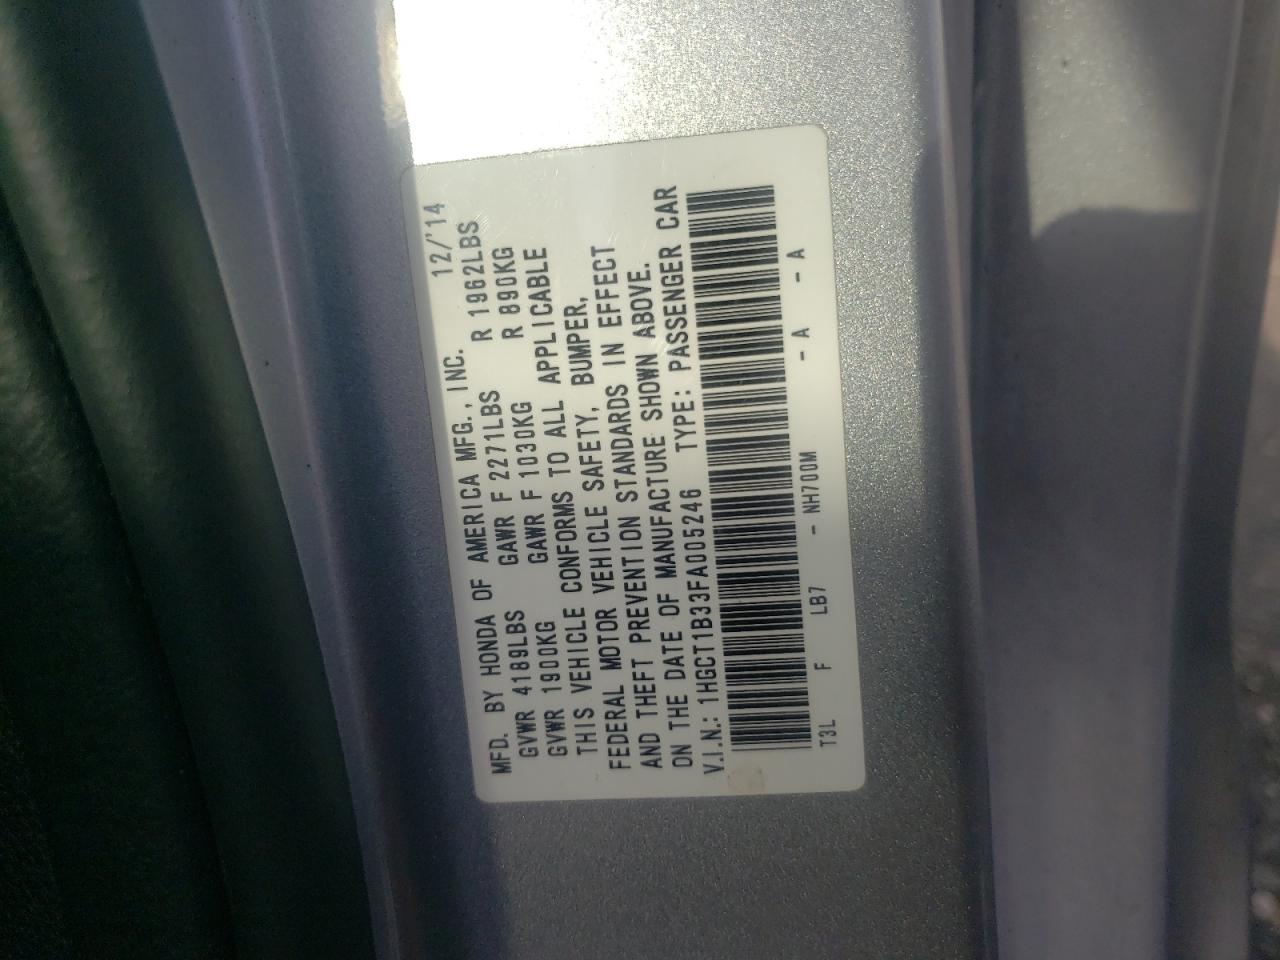 MFD. BY HONDA OF AMERICA MFG., INC. 12/'14
GVWR 4189LBS GAWR F 2271LBS R 1962LBS
GVWR 1900KG GAWR F 1030KG R 890KG
THIS VEHICLE CONFORMS TO ALL APPLICABLE
FEDERAL MOTOR VEHICLE SAFETY, BUMPER,
AND THEFT PREVENTION STANDARDS IN EFFECT
ON THE DATE OF MANUFACTURE SHOWN ABOVE.
V.I.N.: 1HGCT1B33FA005246 TYPE: PASSENGER CAR
T3L F LB7 - NH700M - A - A